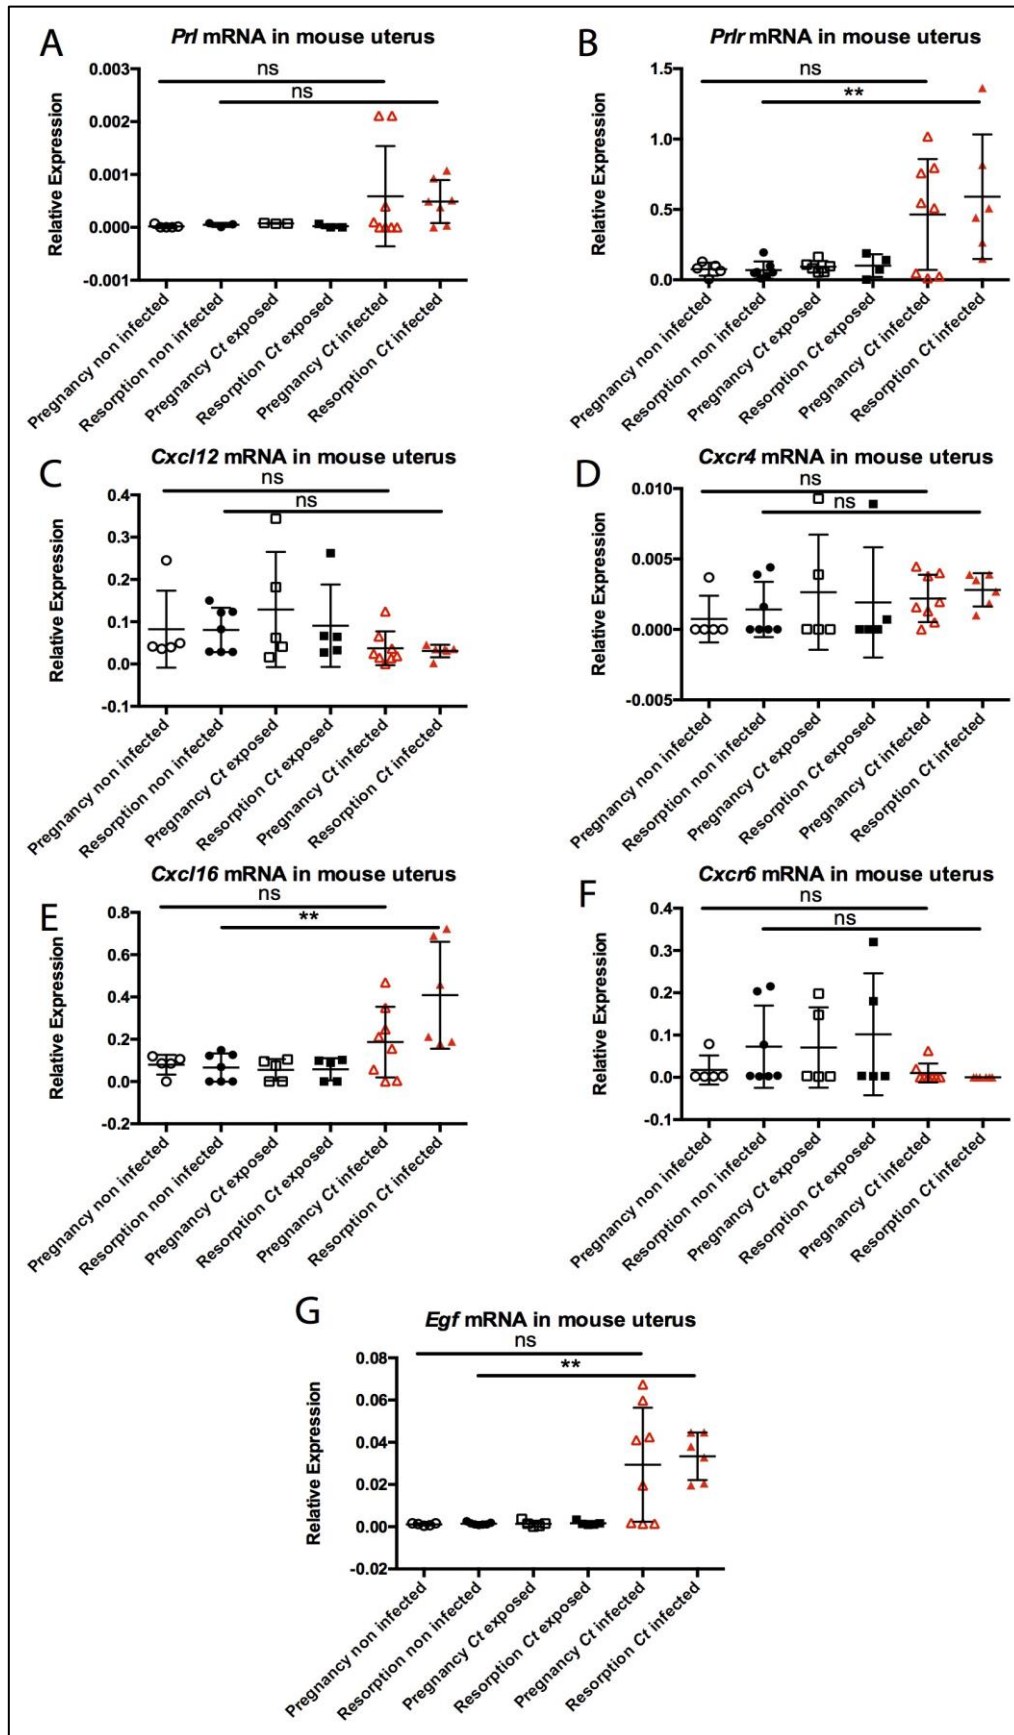 A
Prl mRNA in mouse uterus
ns
ns
0.003
0.002
0.001
0.000
-0.001
Relative Expression
Pregnancy non infected
Resorption non infected
Pregnancy Ct exposed
Resorption Ct exposed
Pregnancy Ct infected
Resorption Ct infected
B
Prlr mRNA in mouse uterus
ns
**
1.5
1.0
0.5
0.0
Relative Expression
Pregnancy non infected
Resorption non infected
Pregnancy Ct exposed
Resorption Ct exposed
Pregnancy Ct infected
Resorption Ct infected
C
Cxcl12 mRNA in mouse uterus
ns
ns
0.4
0.3
0.2
0.1
0.0
-0.1
Relative Expression
Pregnancy non infected
Resorption non infected
Pregnancy Ct exposed
Resorption Ct exposed
Pregnancy Ct infected
Resorption Ct infected
D
Cxcr4 mRNA in mouse uterus
ns
ns
0.010
0.005
0.000
-0.005
Relative Expression
Pregnancy non infected
Resorption non infected
Pregnancy Ct exposed
Resorption Ct exposed
Pregnancy Ct infected
Resorption Ct infected
E
Cxcl16 mRNA in mouse uterus
ns
**
0.8
0.6
0.4
0.2
0.0
-0.2
Relative Expression
Pregnancy non infected
Resorption non infected
Pregnancy Ct exposed
Resorption Ct exposed
Pregnancy Ct infected
Resorption Ct infected
F
Cxcr6 mRNA in mouse uterus
ns
ns
0.4
0.3
0.2
0.1
0.0
-0.1
Relative Expression
Pregnancy non infected
Resorption non infected
Pregnancy Ct exposed
Resorption Ct exposed
Pregnancy Ct infected
Resorption Ct infected
G
Egf mRNA in mouse uterus
ns
**
0.08
0.06
0.04
0.02
0.00
-0.02
Relative Expression
Pregnancy non infected
Resorption non infected
Pregnancy Ct exposed
Resorption Ct exposed
Pregnancy Ct infected
Resorption Ct infected